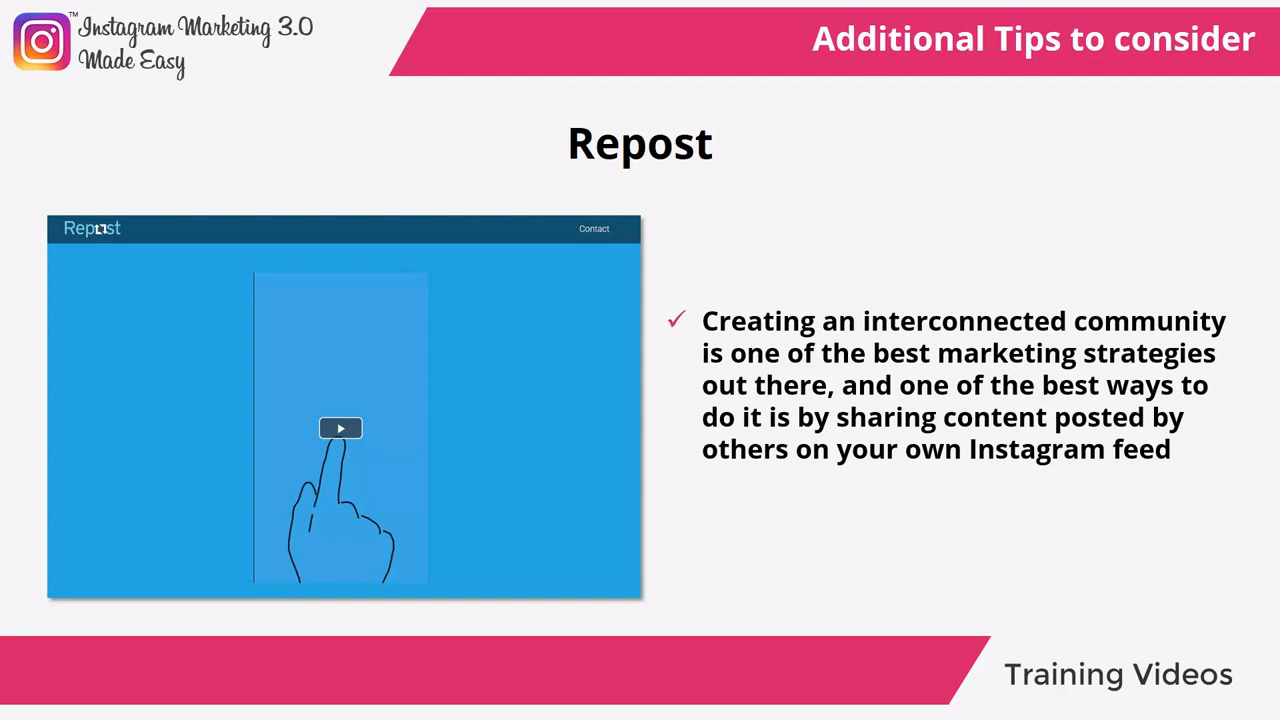 Instagram Marketing 3.0
Made Easy
™
Additional Tips to consider
Repost
Repost
Contact
✓ Creating an interconnected community
is one of the best marketing strategies
out there, and one of the best ways to
do it is by sharing content posted by
others on your own Instagram feed
Training Videos